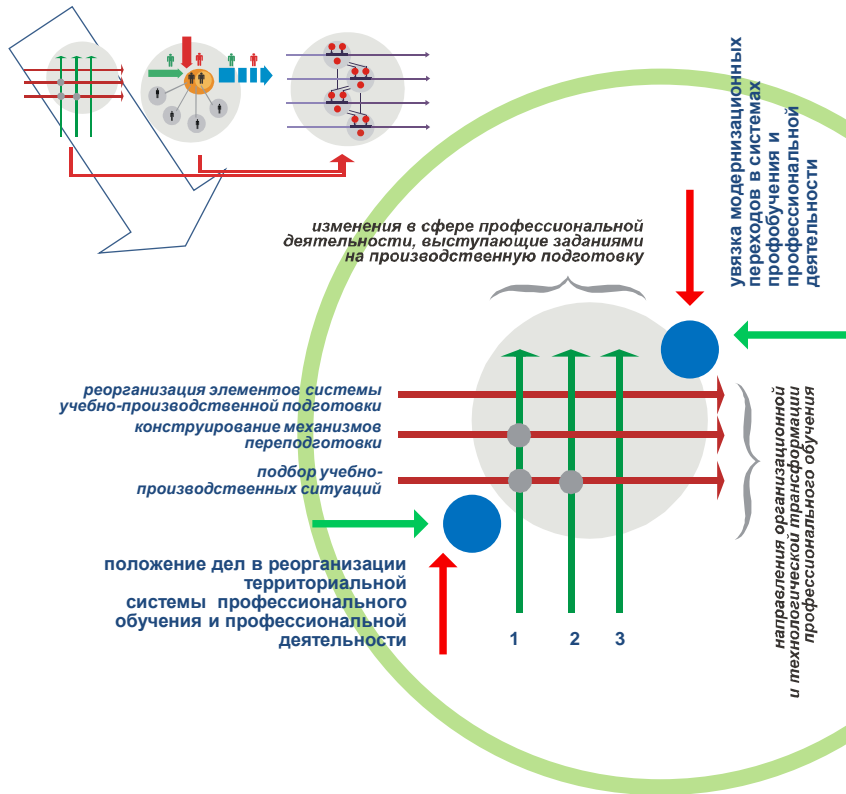 увязка модернизационных
переходов в системах
профобучения и
профессиональной
деятельности
изменения в сфере профессиональной
деятельности, выступающие заданиями
на производственную подготовку
реорганизация элементов системы
учебно-производственной подготовки
конструирование механизмов
переподготовки
подбор учебно-
производственных ситуаций
направления организационной
и технологической трансформации
профессионального обучения
положение дел в реорганизации
территориальной
системы профессионального
обучения и профессиональной
деятельности
1 2 3